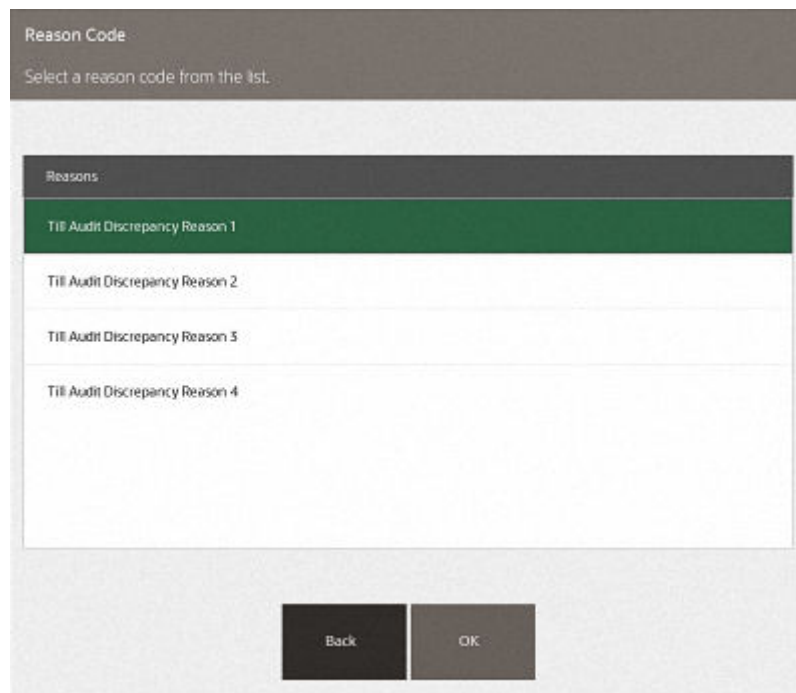 Reason Code
Select a reason code from the list.
Reasons
Till Audit Discrepancy Reason 1
Till Audit Discrepancy Reason 2
Till Audit Discrepancy Reason 3
Till Audit Discrepancy Reason 4
Back OK